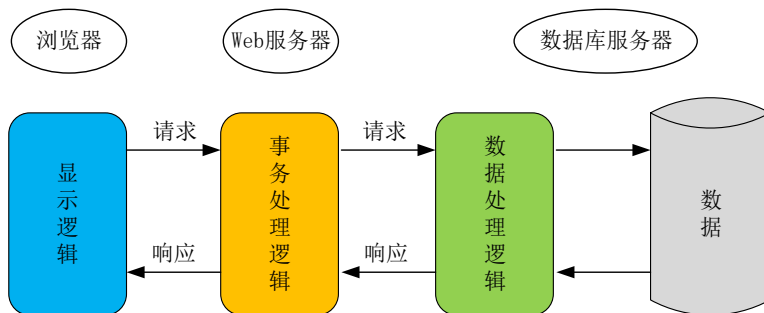 浏览器
Web服务器
数据库服务器
请求
请求
显示逻辑
事务处理逻辑
数据处理逻辑
数据
响应
响应